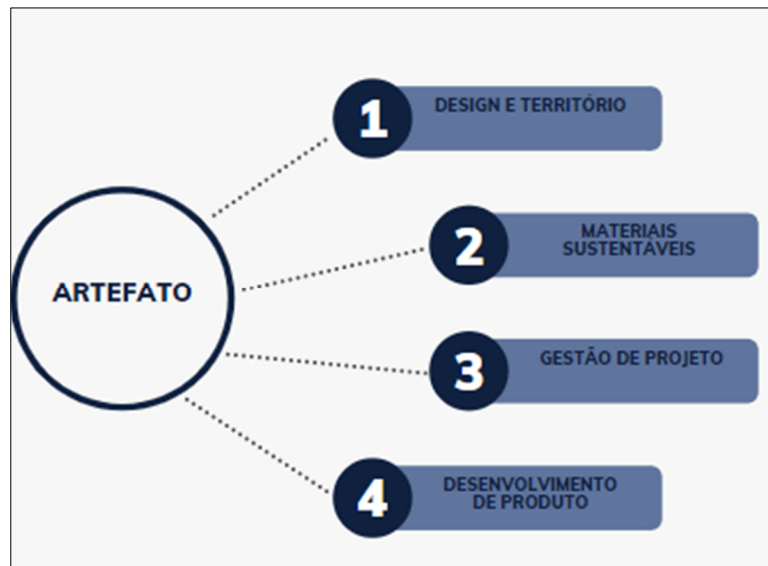 1
DESIGN E TERRITÓRIO
2
MATERIAIS
SUSTENTÁVEIS
ARTEFATO
3
GESTÃO DE PROJETO
4
DESENVOLVIMENTO
DE PRODUTO